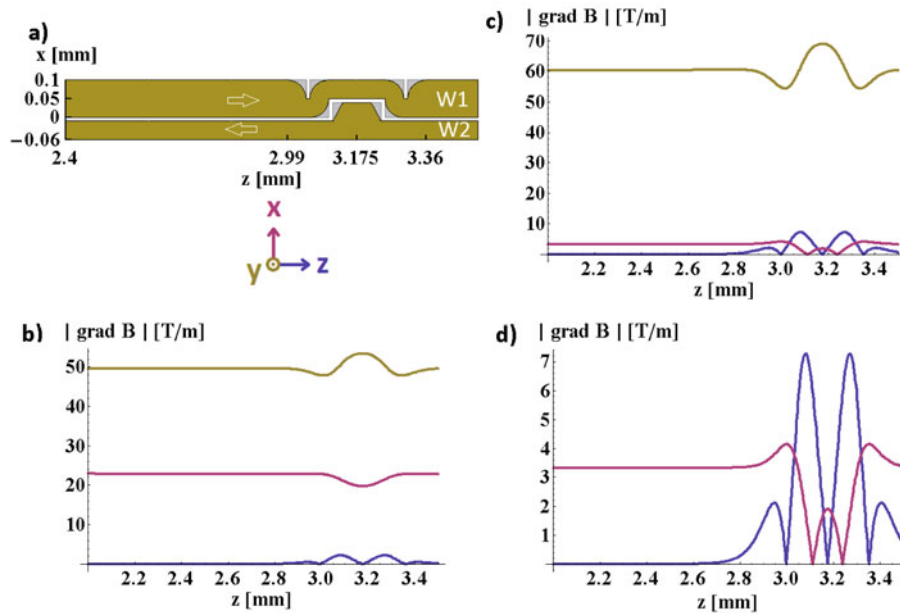 a)
x [mm]
0.1
0.05
0
−0.06
W1
W2
2.4 2.99 3.175 3.36
z [mm]
x
y z
b) | grad B | [T/m]
50
40
30
20
10
2.2 2.4 2.6 2.8 3.0 3.2 3.4
z [mm]
c) | grad B | [T/m]
70
60
50
40
30
20
10
2.2 2.4 2.6 2.8 3.0 3.2 3.4
z [mm]
d) | grad B | [T/m]
7
6
5
4
3
2
1
2.2 2.4 2.6 2.8 3.0 3.2 3.4
z [mm]